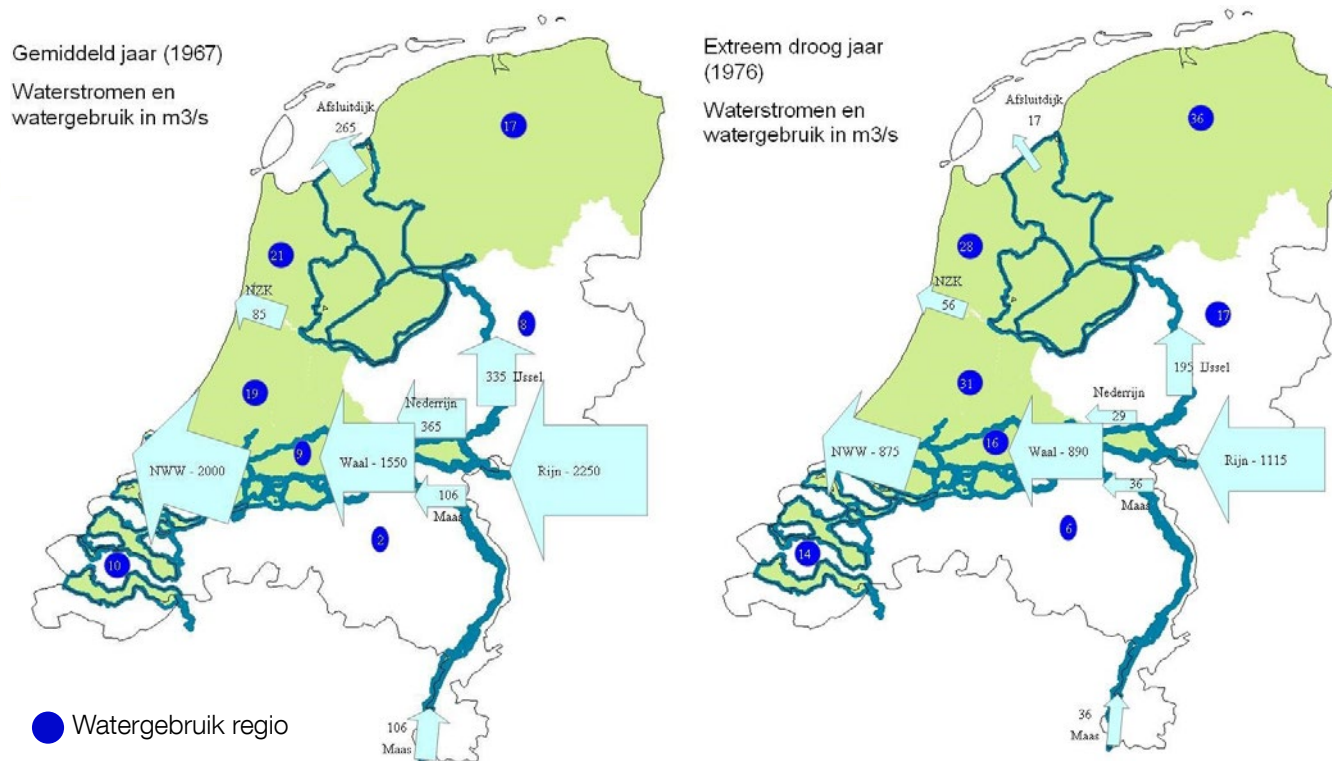 Gemiddeld jaar (1967)
Waterstromen en
watergebruik in m3/s
Afsluitdijk
265
17
21
NZK
85
8
335 IJssel
19
Nederrijn
365
9
NWW - 2000
Waal - 1550
Rijn - 2250
106
Maas
2
10
106
Maas
Watergebruik regio
Extreem droog jaar
(1976)
Waterstromen en
watergebruik in m3/s
Afsluitdijk
17
36
28
NZK
56
17
195 IJssel
31
Nederrijn
29
16
NWW - 875
Waal - 890
Rijn - 1115
36
Maas
6
14
36
Maas